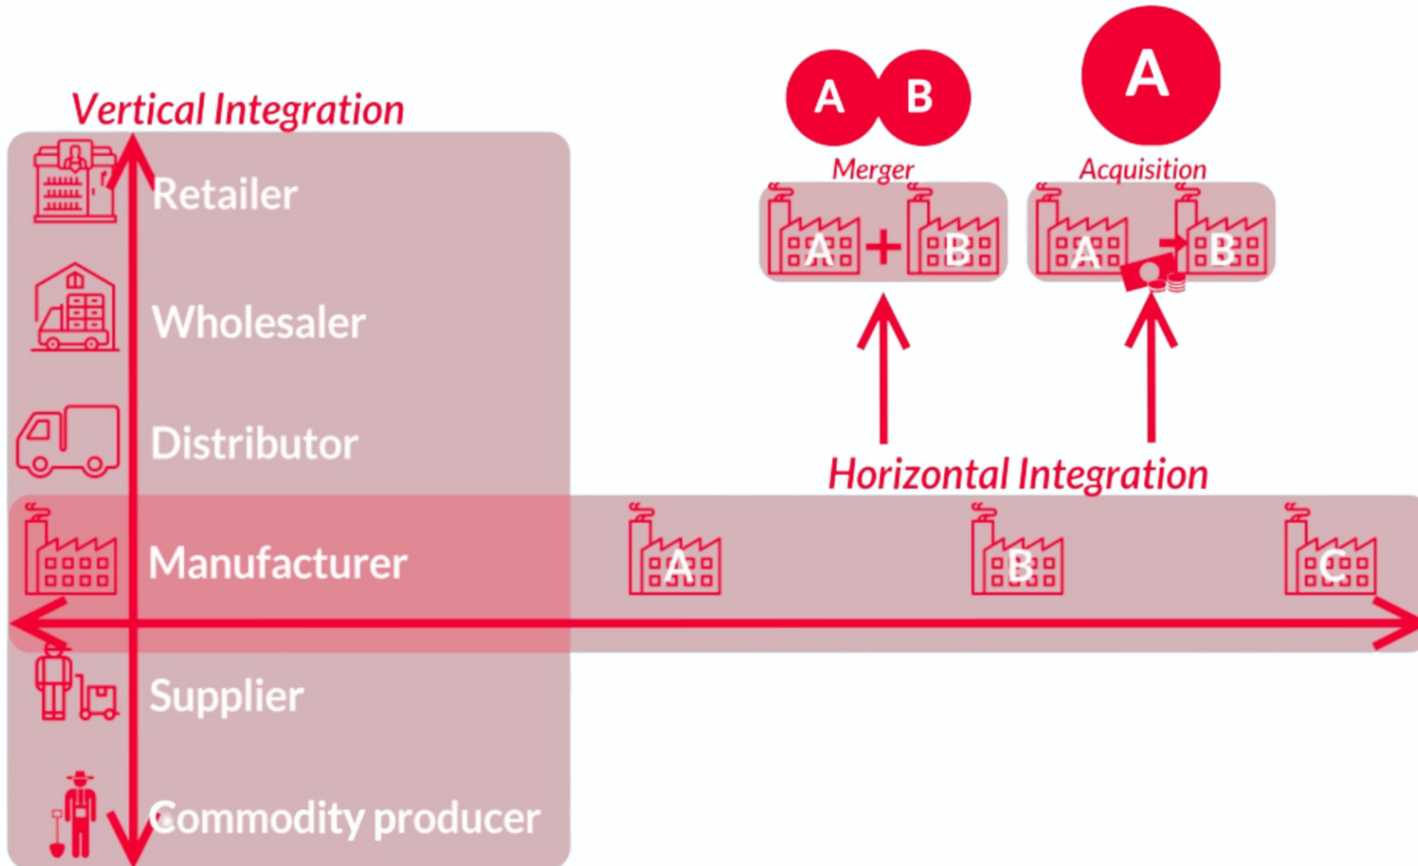 A B
A
Vertical Integration
Merger
Acquisition
Retailer
A B
A B
Wholesaler
Distributor
Horizontal Integration
Manufacturer
A
B
C
Supplier
Commodity producer